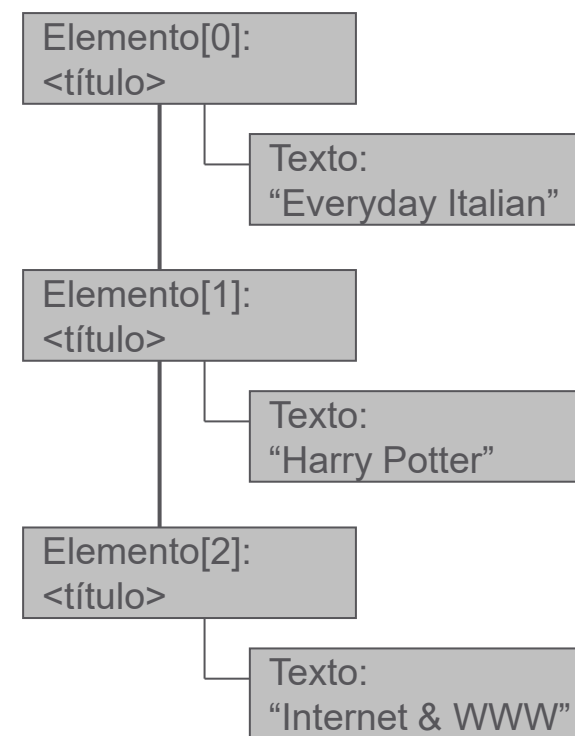 Elemento[0]:
<título>
Texto:
“Everyday Italian”
Elemento[1]:
<título>
Texto:
“Harry Potter”
Elemento[2]:
<título>
Texto:
“Internet & WWW”